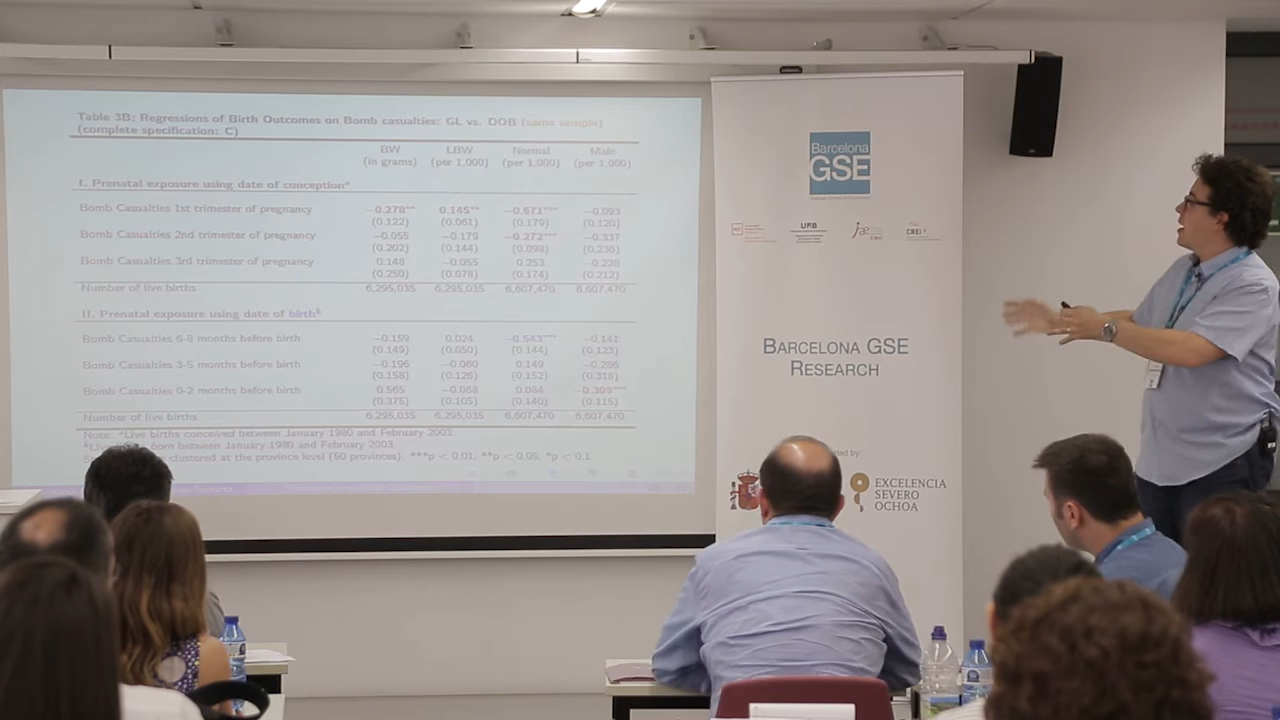 Table 3B: Regressions of Birth Outcomes on Bomb casualties: GL vs. DOB (same sample)
(complete specification: C)
BW LBW Normal Male
(in grams) (per 1,000) (per 1,000) (per 1,000)
I. Prenatal exposure using date of conceptionᵃ
Bomb Casualties 1st trimester of pregnancy −0.278** 0.145** −0.671*** −0.093
(0.122) (0.061) (0.179) (0.120)
Bomb Casualties 2nd trimester of pregnancy −0.055 −0.179 −0.272*** −0.337
(0.202) (0.144) (0.098) (0.236)
Bomb Casualties 3rd trimester of pregnancy 0.148 −0.055 0.253 −0.228
(0.250) (0.078) (0.174) (0.212)
Number of live births 6,295,035 6,295,035 6,607,470 6,607,470
II. Prenatal exposure using date of birthᵇ
Bomb Casualties 6-8 months before birth −0.159 0.024 −0.543*** −0.141
(0.149) (0.050) (0.144) (0.123)
Bomb Casualties 3-5 months before birth −0.196 −0.060 0.149 −0.286
(0.158) (0.126) (0.152) (0.318)
Bomb Casualties 0-2 months before birth 0.565 −0.068 0.084 −0.309***
(0.375) (0.105) (0.140) (0.115)
Number of live births 6,295,035 6,295,035 6,607,470 6,607,470
Note: ᵃLive births conceived between January 1980 and February 2003.
ᵇLive born between January 1980 and February 2003.
clustered at the province level (50 provinces). ***p < 0.01, **p < 0.05, *p < 0.1
Barcelona
GSE
UAB
CREi
BARCELONA GSE
RESEARCH
by:
EXCELENCIA
SEVERO
OCHOA